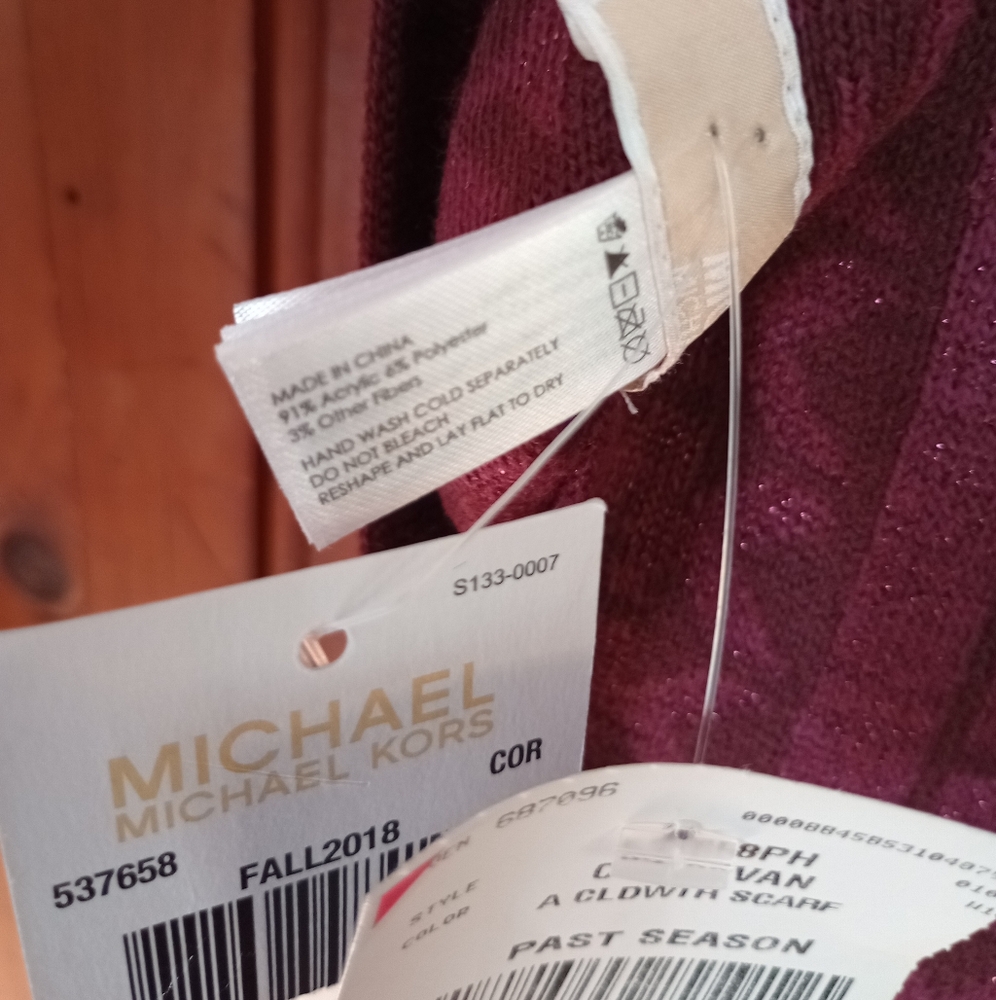 MADE IN CHINA
91% Acrylic 6% Polyester
3% Other Fibers
HAND WASH COLD SEPARATELY
DO NOT BLEACH
RESHAPE AND LAY FLAT TO DRY
S133-0007
MICHAEL
MICHAEL KORS
COR
537658 FALL2018
687096
8PH
VAN
STYLE
COLOR
A CLDWTH SCARF
PAST SEASON